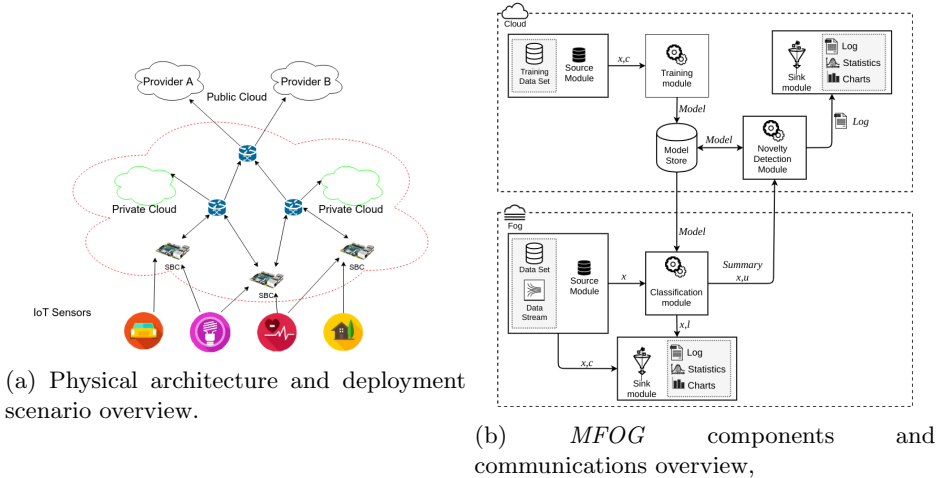 Provider A
Provider B
Public Cloud
Private Cloud
Private Cloud
SBC
SBC
SBC
IoT Sensors
(a) Physical architecture and deployment
scenario overview.
Cloud
Training
Data Set
Source
Module
x,c
Training
module
Model
Model
Store
Model
Novelty
Detection
Module
Log
Sink
module
Log
Statistics
Charts
Fog
Data Set
Data
Stream
Source
Module
x
Model
Classification
module
Summary
x,u
x,l
x,c
Sink
module
Log
Statistics
Charts
(b) MFOG components and
communications overview,